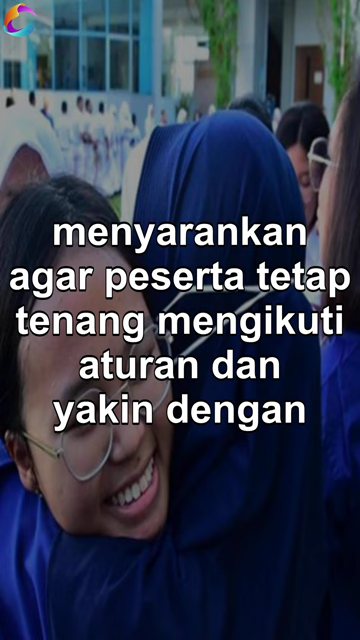 menyarankan
agar peserta tetap
tenang mengikuti
aturan dan
yakin dengan